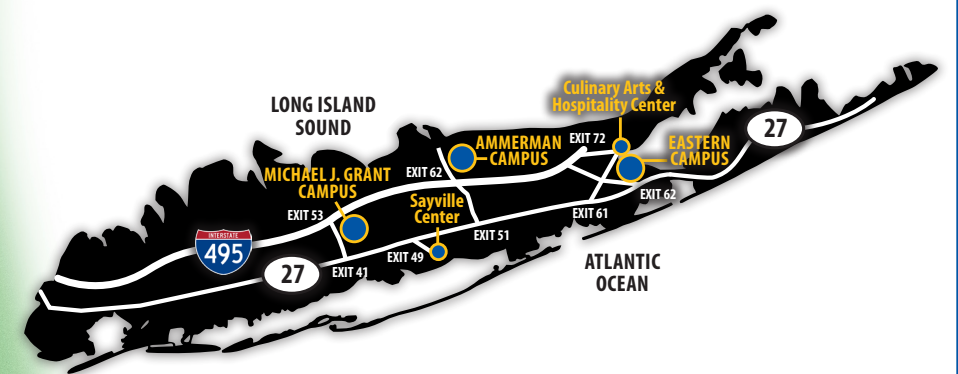 Culinary Arts &
Hospitality Center
LONG ISLAND
SOUND
27
EXIT 72
AMMERMAN
CAMPUS
EASTERN
CAMPUS
MICHAEL J. GRANT
CAMPUS
EXIT 62
EXIT 62
Sayville
Center
EXIT 53
EXIT 61
EXIT 51
INTERSTATE
495
EXIT 49
ATLANTIC
OCEAN
27
EXIT 41